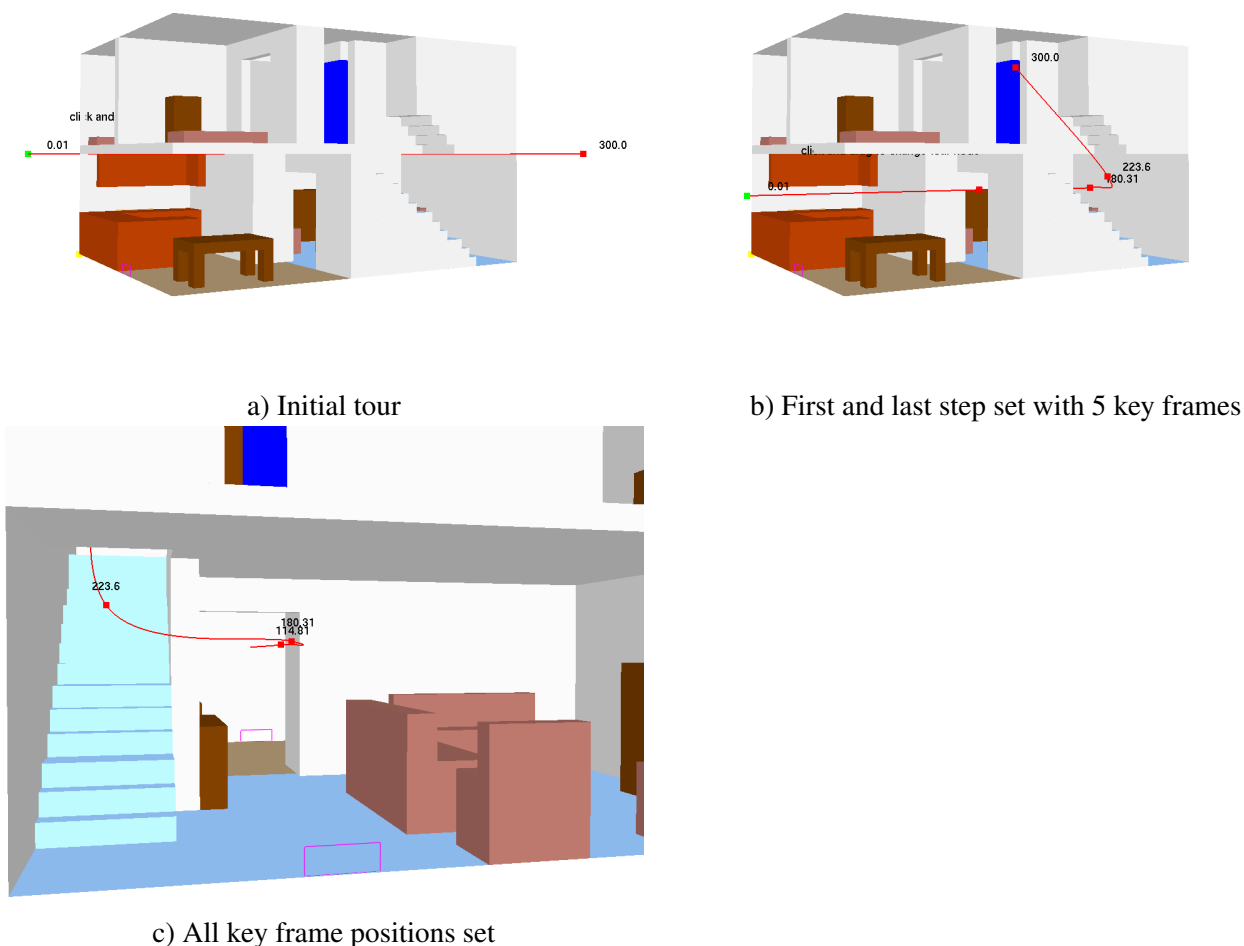 click and
0.01
300.0
300.0
223.6
180.31
0.01
a) Initial tour
b) First and last step set with 5 key frames
223.6
180.31
114.81
c) All key frame positions set